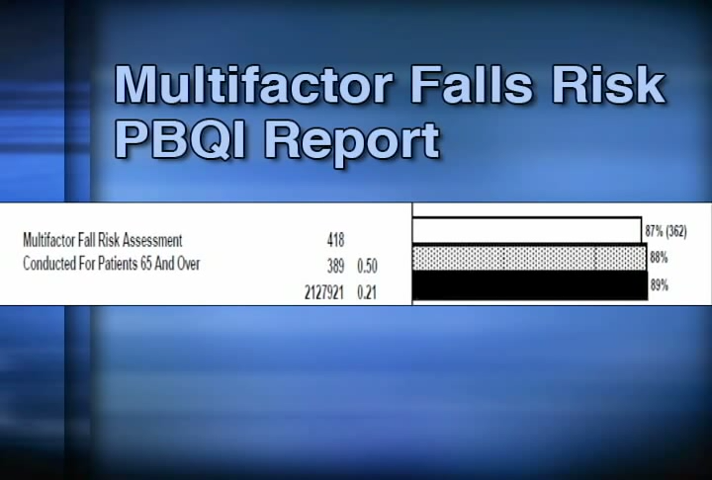 Multifactor Falls Risk
PBQI Report
Multifactor Fall Risk Assessment 418 87% (362)
Conducted For Patients 65 And Over 389 0.50 88%
2127921 0.21 89%